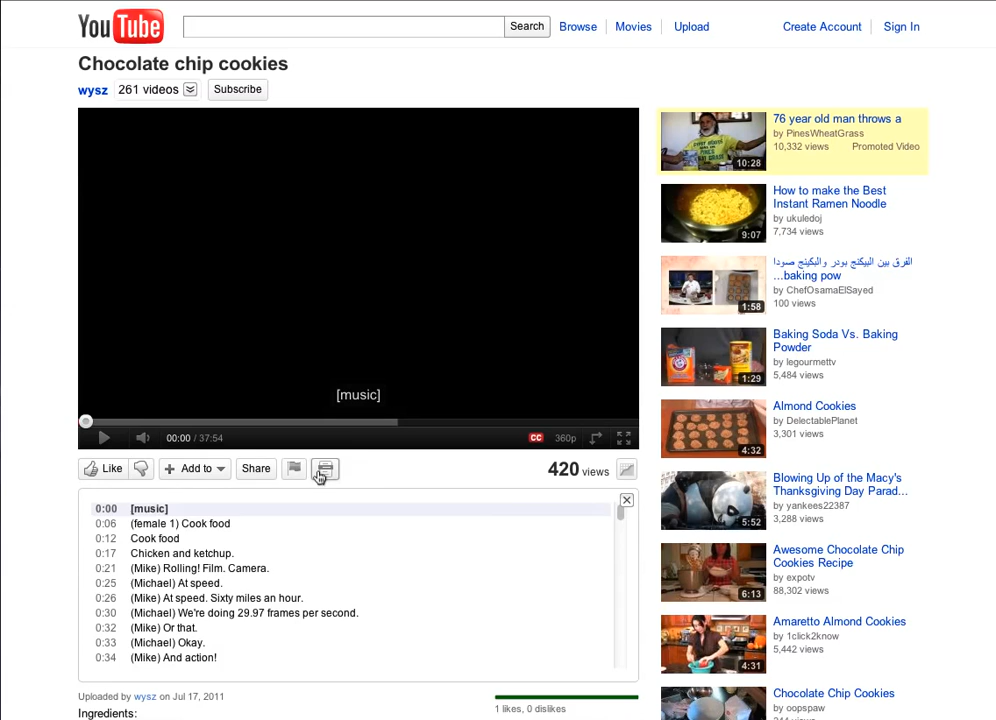 YouTube
Search
Browse
Movies
Upload
Create Account
Sign In
Chocolate chip cookies
wysz
261 videos
Subscribe
[music]
00:00 / 37:54
CC
360p
Like
Add to
Share
420 views
0:00 [music]
0:06 (female 1) Cook food
0:12 Cook food
0:17 Chicken and ketchup.
0:21 (Mike) Rolling! Film. Camera.
0:25 (Michael) At speed.
0:26 (Mike) At speed. Sixty miles an hour.
0:30 (Michael) We're doing 29.97 frames per second.
0:32 (Mike) Or that.
0:33 (Michael) Okay.
0:34 (Mike) And action!
Uploaded by wysz on Jul 17, 2011
Ingredients:
1 likes, 0 dislikes
10:28
76 year old man throws a
by PinesWheatGrass
10,332 views Promoted Video
9:07
How to make the Best
Instant Ramen Noodle
by ukuledoj
7,734 views
1:58
الفرق بين البيكنج بودر والبكينج صودا
...baking pow
by ChefOsamaElSayed
100 views
1:29
Baking Soda Vs. Baking
Powder
by legourmettv
5,484 views
4:32
Almond Cookies
by DelectablePlanet
3,301 views
5:52
Blowing Up of the Macy's
Thanksgiving Day Parad...
by yankees22387
3,288 views
6:13
Awesome Chocolate Chip
Cookies Recipe
by expotv
88,302 views
4:31
Amaretto Almond Cookies
by 1click2know
5,442 views
Chocolate Chip Cookies
by oopspaw